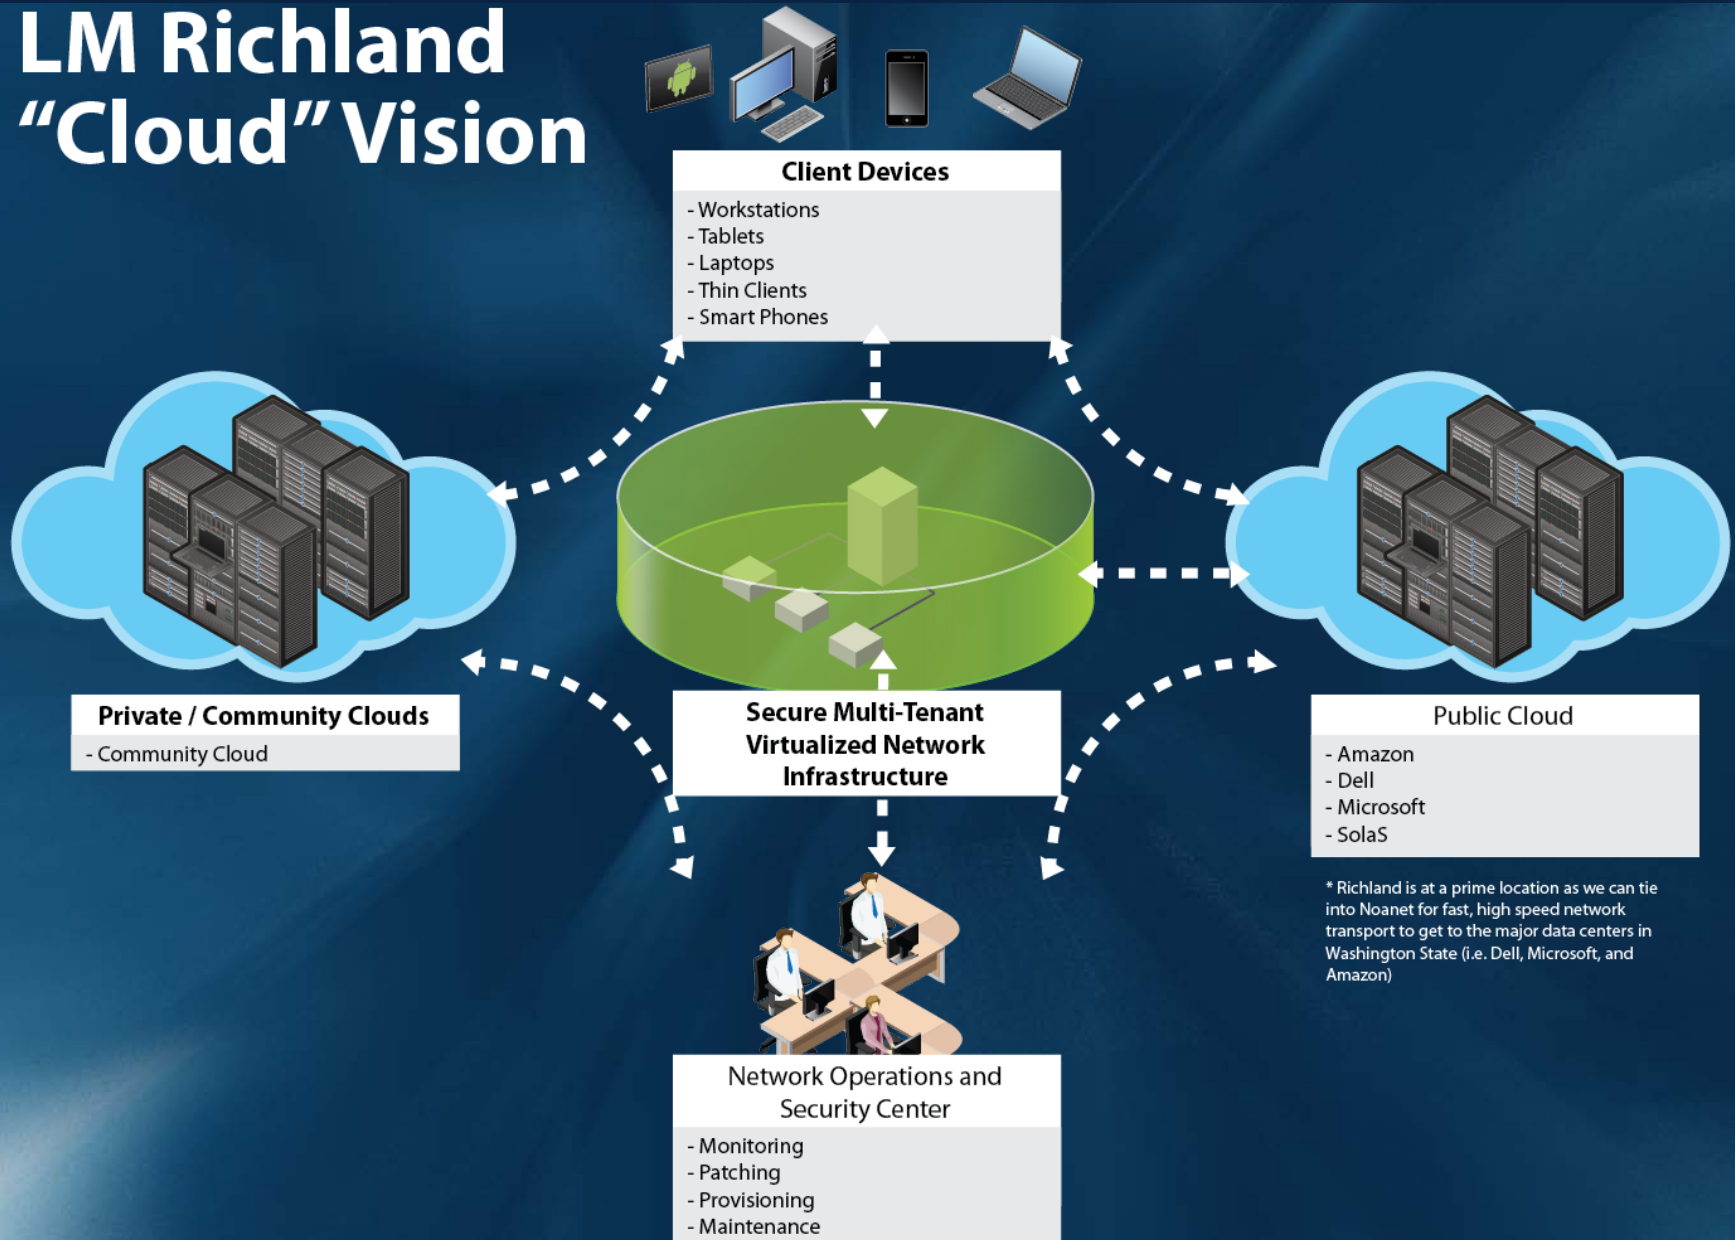 LM Richland
“Cloud” Vision
Client Devices
- Workstations
- Tablets
- Laptops
- Thin Clients
- Smart Phones
Private / Community Clouds
- Community Cloud
Secure Multi-Tenant
Virtualized Network
Infrastructure
Public Cloud
- Amazon
- Dell
- Microsoft
- SolaS
* Richland is at a prime location as we can tie
into Noanet for fast, high speed network
transport to get to the major data centers in
Washington State (i.e. Dell, Microsoft, and
Amazon)
Network Operations and
Security Center
- Monitoring
- Patching
- Provisioning
- Maintenance